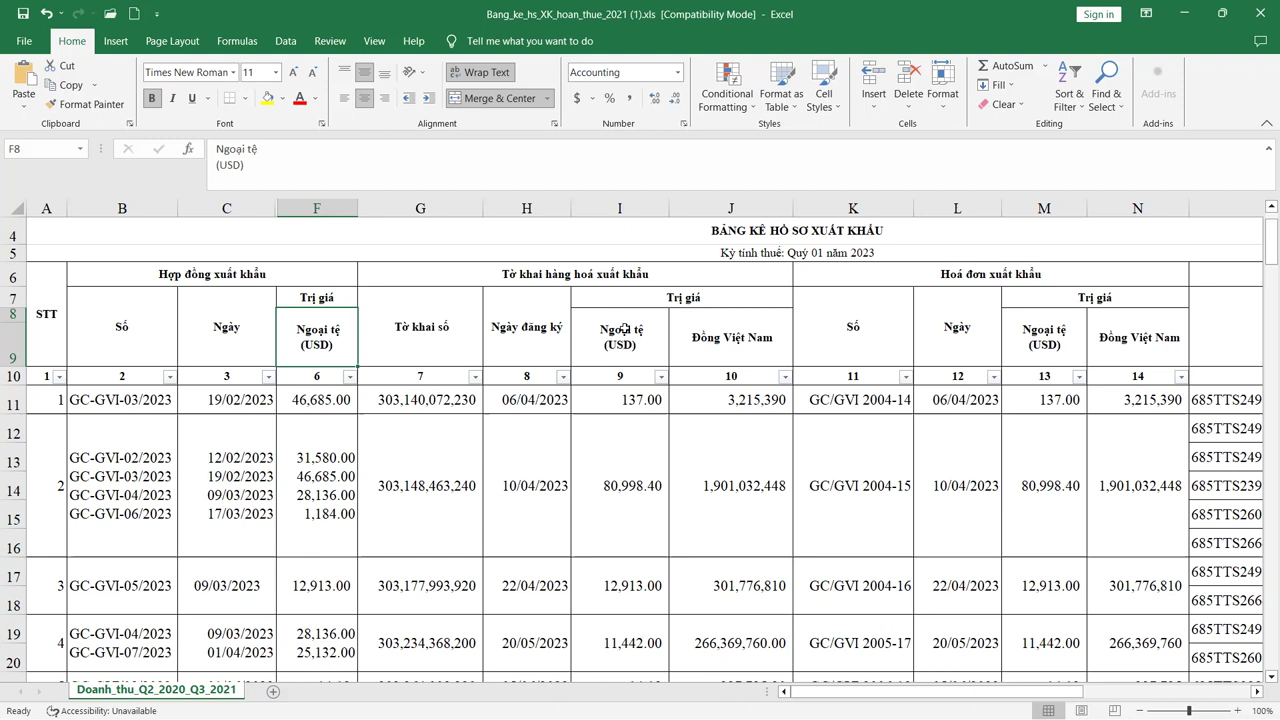 Bang_ke_hs_XK_hoan_thue_2021 (1).xls [Compatibility Mode] - Excel
Sign in
File Home Insert Page Layout Formulas Data Review View Help Tell me what you want to do
Paste
Cut
Copy
Format Painter
Times New Roman 11
B I U
Wrap Text
Merge & Center
Accounting
$ % ,
Conditional Formatting
Format as Table
Cell Styles
Insert
Delete
Format
AutoSum
Fill
Clear
Sort & Filter
Find & Select
Add-ins
Clipboard Font Alignment Number Styles Cells Editing Add-ins
F8
fx
Ngoại tệ
(USD)
A B C F G H I J K L M N
4 BẢNG KÊ HỒ SƠ XUẤT KHẨU
5 Kỳ tính thuế: Quý 01 năm 2023
6 Hợp đồng xuất khẩu Tờ khai hàng hoá xuất khẩu Hoá đơn xuất khẩu
7 Trị giá Trị giá Trị giá
8
9
STT Số Ngày Ngoại tệ (USD) Tờ khai số Ngày đăng ký Ngoại tệ (USD) Đồng Việt Nam Số Ngày Ngoại tệ (USD) Đồng Việt Nam
10 1 2 3 6 7 8 9 10 11 12 13 14
11 1 GC-GVI-03/2023 19/02/2023 46,685.00 303,140,072,230 06/04/2023 137.00 3,215,390 GC/GVI 2004-14 06/04/2023 137.00 3,215,390 685TTS249
12 685TTS249
13 GC-GVI-02/2023 12/02/2023 31,580.00 685TTS249
GC-GVI-03/2023 19/02/2023 46,685.00
14 2 303,148,463,240 10/04/2023 80,998.40 1,901,032,448 GC/GVI 2004-15 10/04/2023 80,998.40 1,901,032,448 685TTS239
GC-GVI-04/2023 09/03/2023 28,136.00
15 GC-GVI-06/2023 17/03/2023 1,184.00 685TTS260
16 685TTS266
17 685TTS249
3 GC-GVI-05/2023 09/03/2023 12,913.00 303,177,993,920 22/04/2023 12,913.00 301,776,810 GC/GVI 2004-16 22/04/2023 12,913.00 301,776,810
18 685TTS266
19 GC-GVI-04/2023 09/03/2023 28,136.00 685TTS249
4 303,234,368,200 20/05/2023 11,442.00 266,369,760.00 GC/GVI 2005-17 20/05/2023 11,442.00 266,369,760
20 GC-GVI-07/2023 01/04/2023 25,132.00 685TTS260
Doanh_thu_Q2_2020_Q3_2021
Ready Accessibility: Unavailable 100%